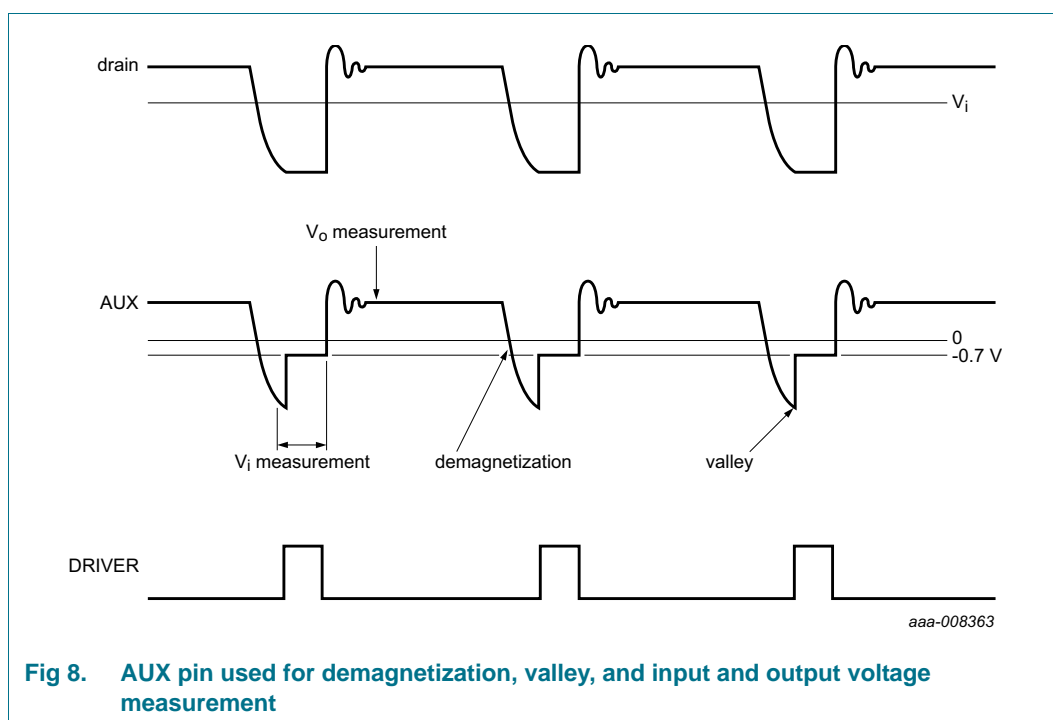 drain
Vi
Vo measurement
AUX
0
-0.7 V
Vi measurement
demagnetization
valley
DRIVER
aaa-008363
Fig 8. AUX pin used for demagnetization, valley, and input and output voltage
measurement